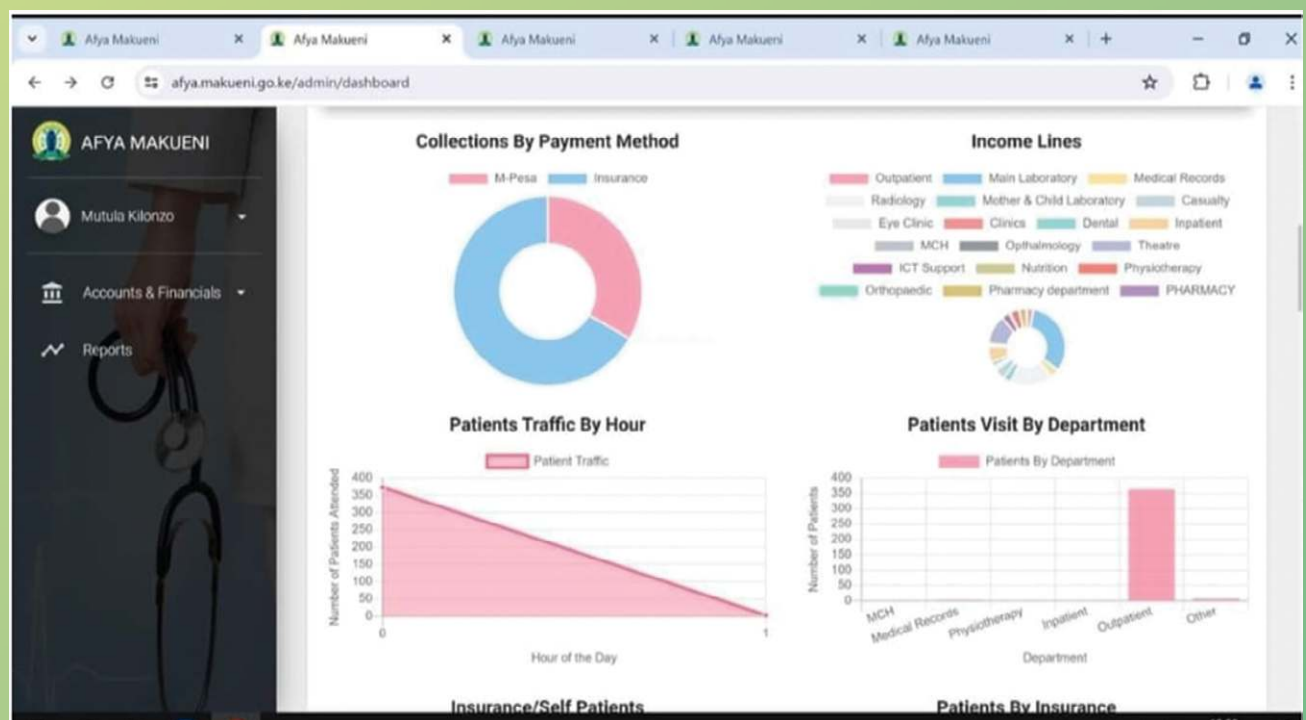 Afya Makueni Afya Makueni Afya Makueni Afya Makueni Afya Makueni
afya.makueni.go.ke/admin/dashboard
AFYA MAKUENI
Mutula Kilonzo
Accounts & Financials
Reports
Collections By Payment Method
M-Pesa Insurance
Income Lines
Outpatient Main Laboratory Medical Records
Radiology Mother & Child Laboratory Casualty
Eye Clinic Clinics Dental Inpatient
MCH Opthalmology Theatre
ICT Support Nutrition Physiotherapy
Orthopaedic Pharmacy department PHARMACY
Patients Traffic By Hour
Patient Traffic
Number of Patients Attended
400
350
300
250
200
150
100
50
0
0 1
Hour of the Day
Patients Visit By Department
Patients By Department
Number of Patients
400
350
300
250
200
150
100
50
0
MCH Medical Records Physiotherapy Inpatient Outpatient Other
Department
Insurance/Self Patients
Patients By Insurance